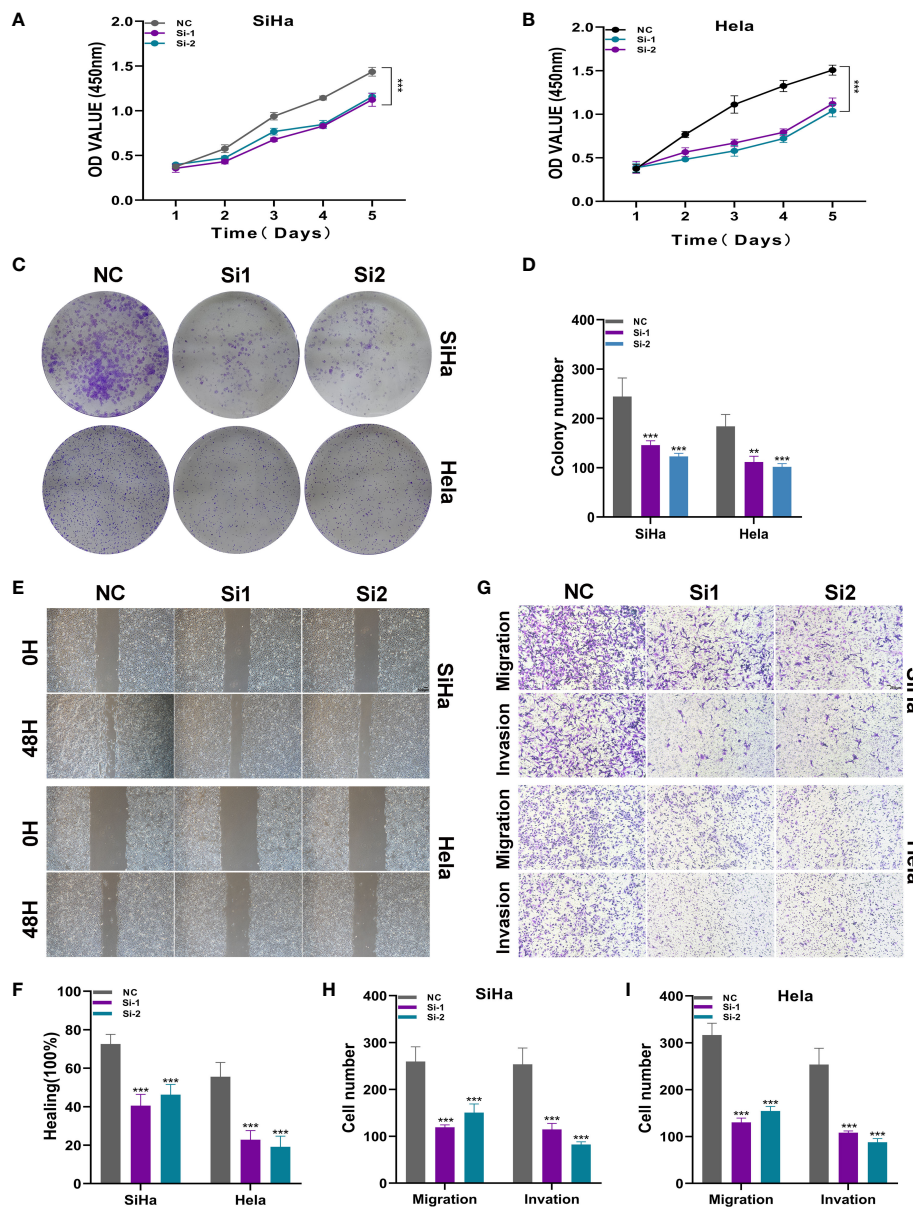 A
SiHa
NC
Si-1
Si-2
OD VALUE (450nm)
2.0
1.5
1.0
0.5
0.0
***
1 2 3 4 5
Time( Days )
B
Hela
NC
Si-1
Si-2
OD VALUE (450nm)
2.0
1.5
1.0
0.5
0.0
***
1 2 3 4 5
Time( Days )
C
NC Si1 Si2
SiHa
Hela
D
NC
Si-1
Si-2
Colony number
400
300
200
100
0
*** *** ** ***
SiHa Hela
E
NC Si1 Si2
0H
48H
SiHa
0H
48H
Hela
G
NC Si1 Si2
Migration
Invasion
SiHa
Migration
Invasion
Hela
F
NC
Si-1
Si-2
Healing(100%)
80
60
40
20
0
100
*** *** *** ***
SiHa Hela
H
SiHa
NC
Si-1
Si-2
Cell number
400
300
200
100
0
*** *** *** ***
Migration Invation
I
Hela
NC
Si-1
Si-2
Cell number
400
300
200
100
0
*** *** *** ***
Migration Invation